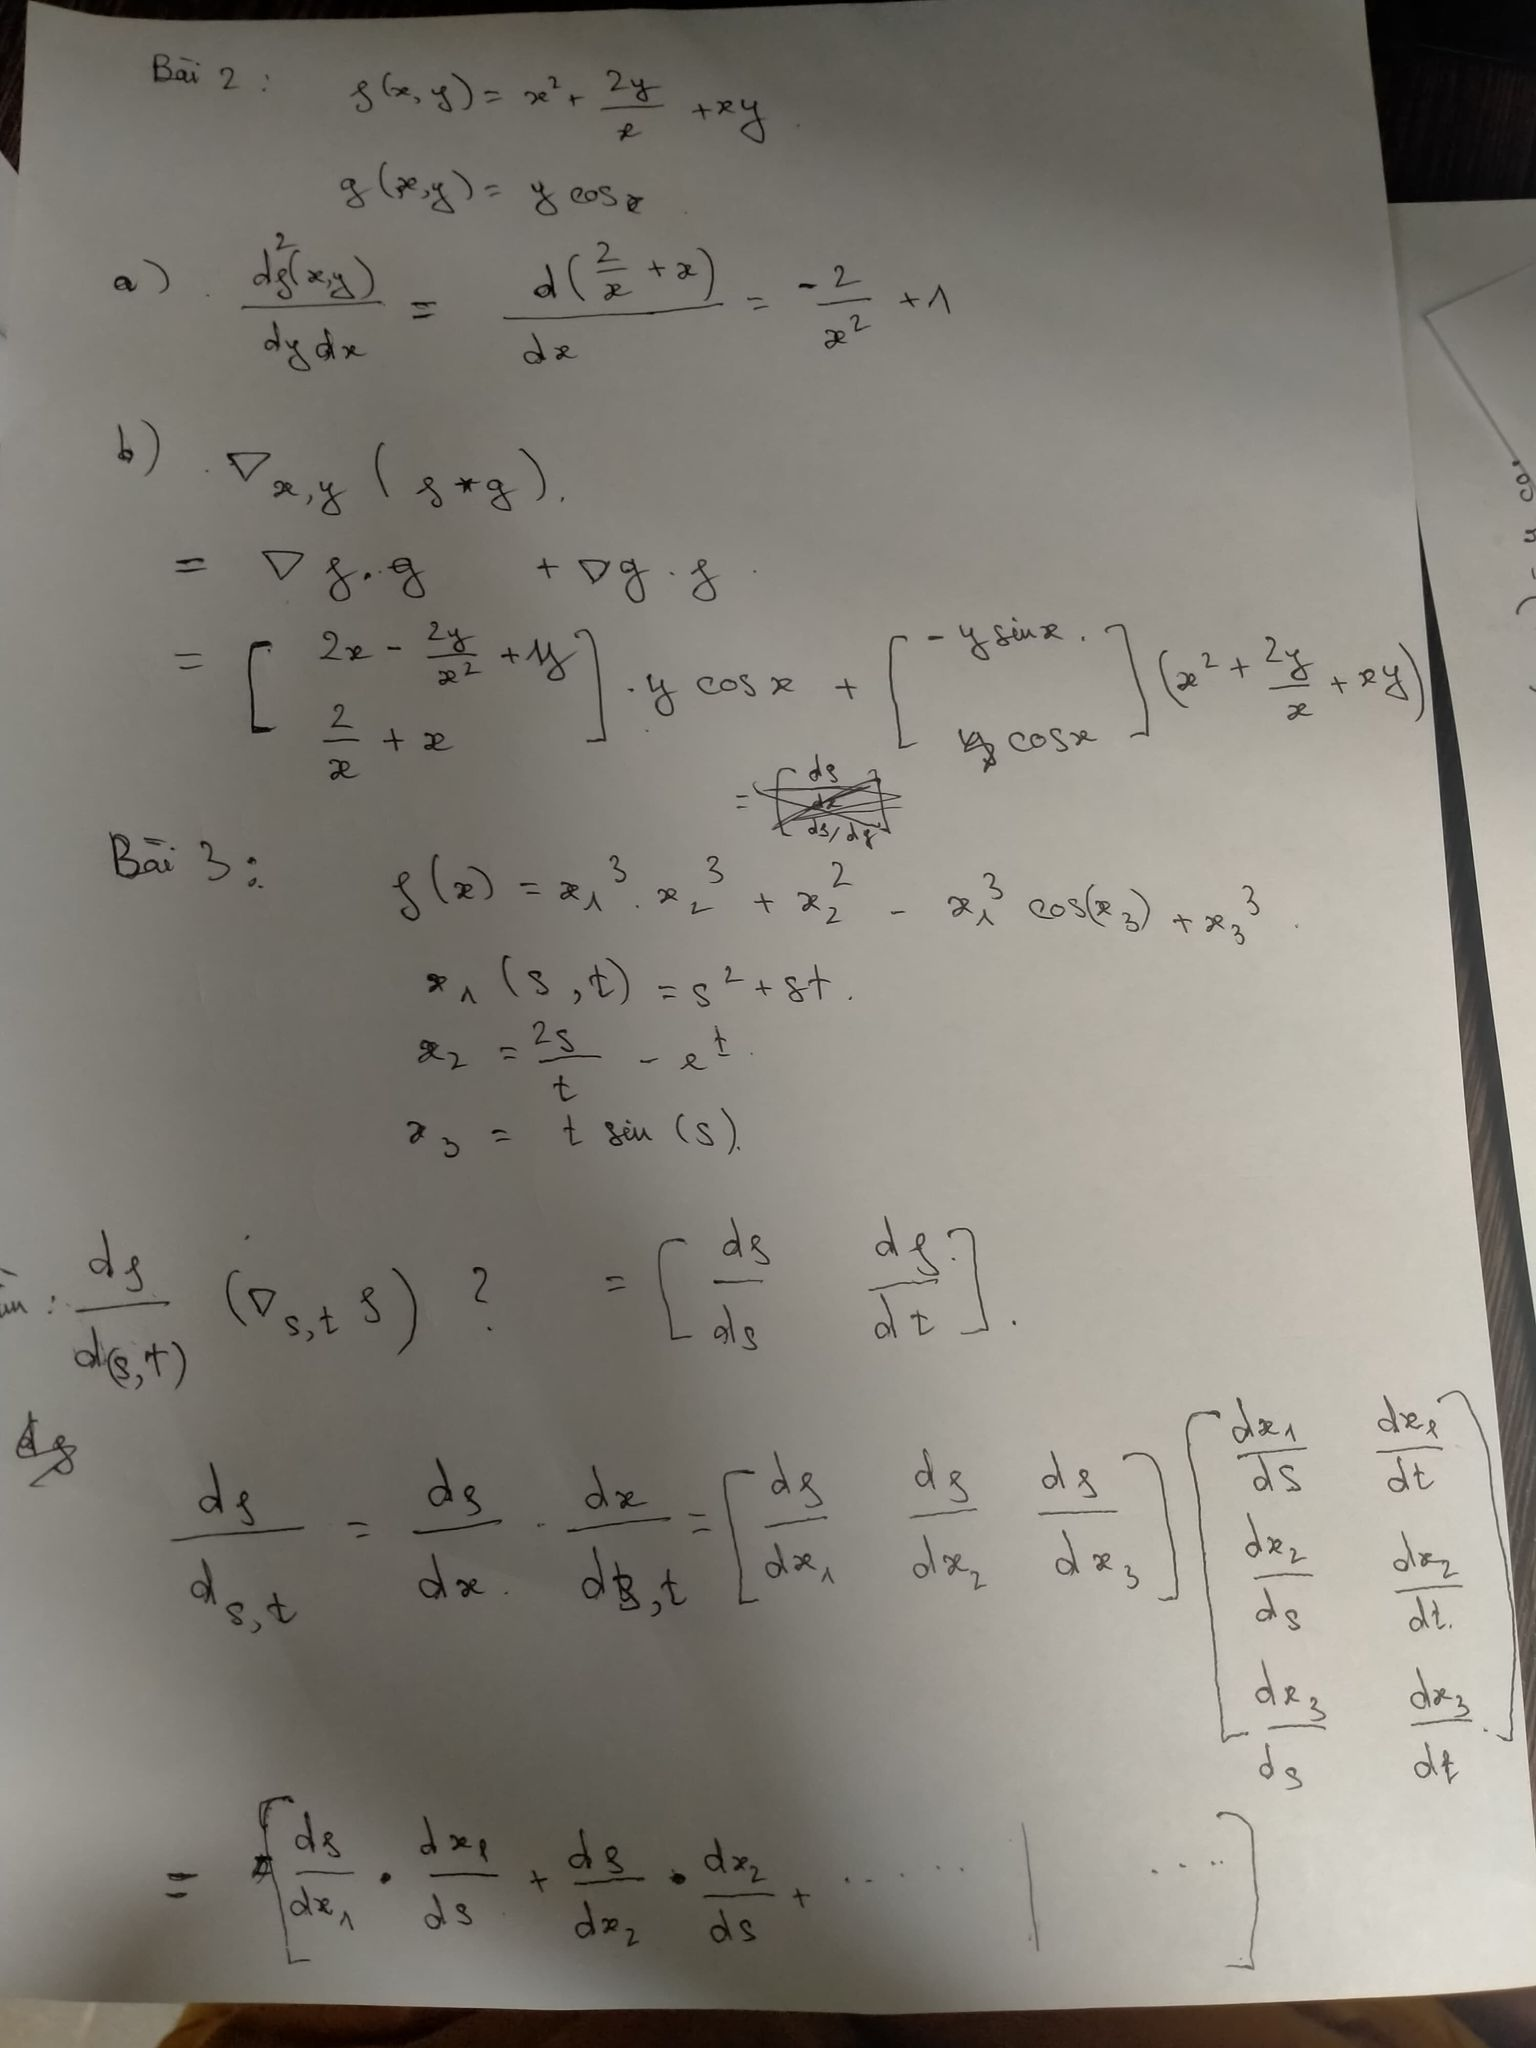 Bài 2 : f(x, y) = x² + 2y/x + xy
g(x,y) = y cosx
a) d²f(x,y)/dy dx = d(2/x + x)/dx = -2/x² + 1
b) ∇x,y ( f * g ).
= ∇ f . g + ∇g . f
= [ 2x - 2y/x² + y ; 2/x + x ] . y cos x + [ - y sin x . ; cosx ] (x² + 2y/x + xy)
Bài 3 : f(x) = x₁³ . x₂³ + x₂² - x₁³ cos(x₃) + x₃³ .
x₁ (s, t) = s² + st .
x₂ = 2s/t - e^t .
x₃ = t sin (s).
: df/d(s,t) (∇s,t f) ? = [ df/ds df/dt ] .
df/ds,t = df/dx . dx/ds,t = [ df/dx₁ df/dx₂ df/dx₃ ] [ dx₁/ds dx₁/dt ; dx₂/ds dx₂/dt . ; dx₃/ds dx₃/dt ]
= [ df/dx₁ . dx₁/ds + df/dx₂ . dx₂/ds + ..... | .... ]